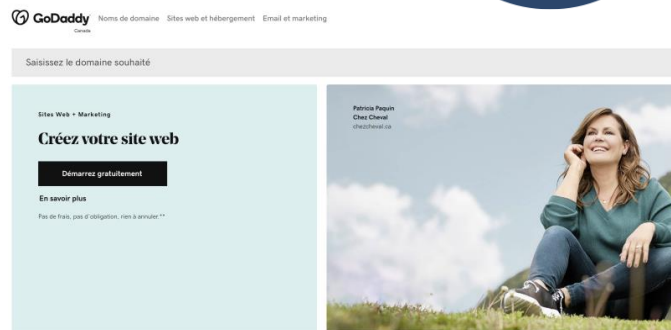 GoDaddy
Canada
Noms de domaine Sites web et hébergement Email et marketing
Saisissez le domaine souhaité
Sites Web + Marketing
Créez votre site web
Démarrez gratuitement
En savoir plus
Pas de frais, pas d'obligation, rien à annuler.**
Patricia Paquin
Chez Cheval
chezcheval.ca